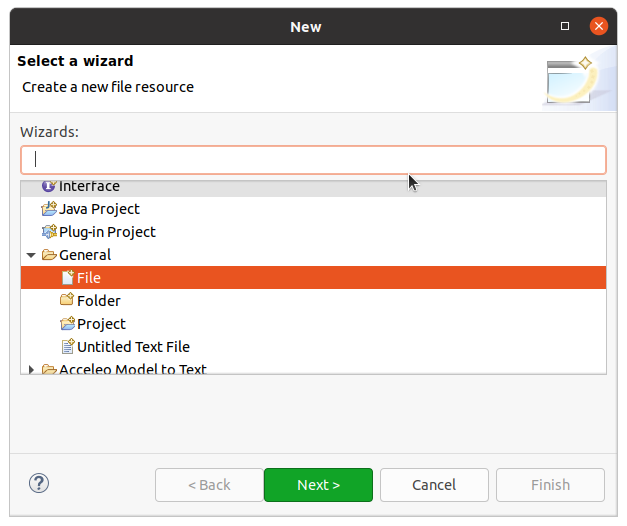 New
Select a wizard
Create a new file resource
Wizards:
Interface
Java Project
Plug-in Project
General
File
Folder
Project
Untitled Text File
Acceleo Model to Text
?
< Back
Next >
Cancel
Finish